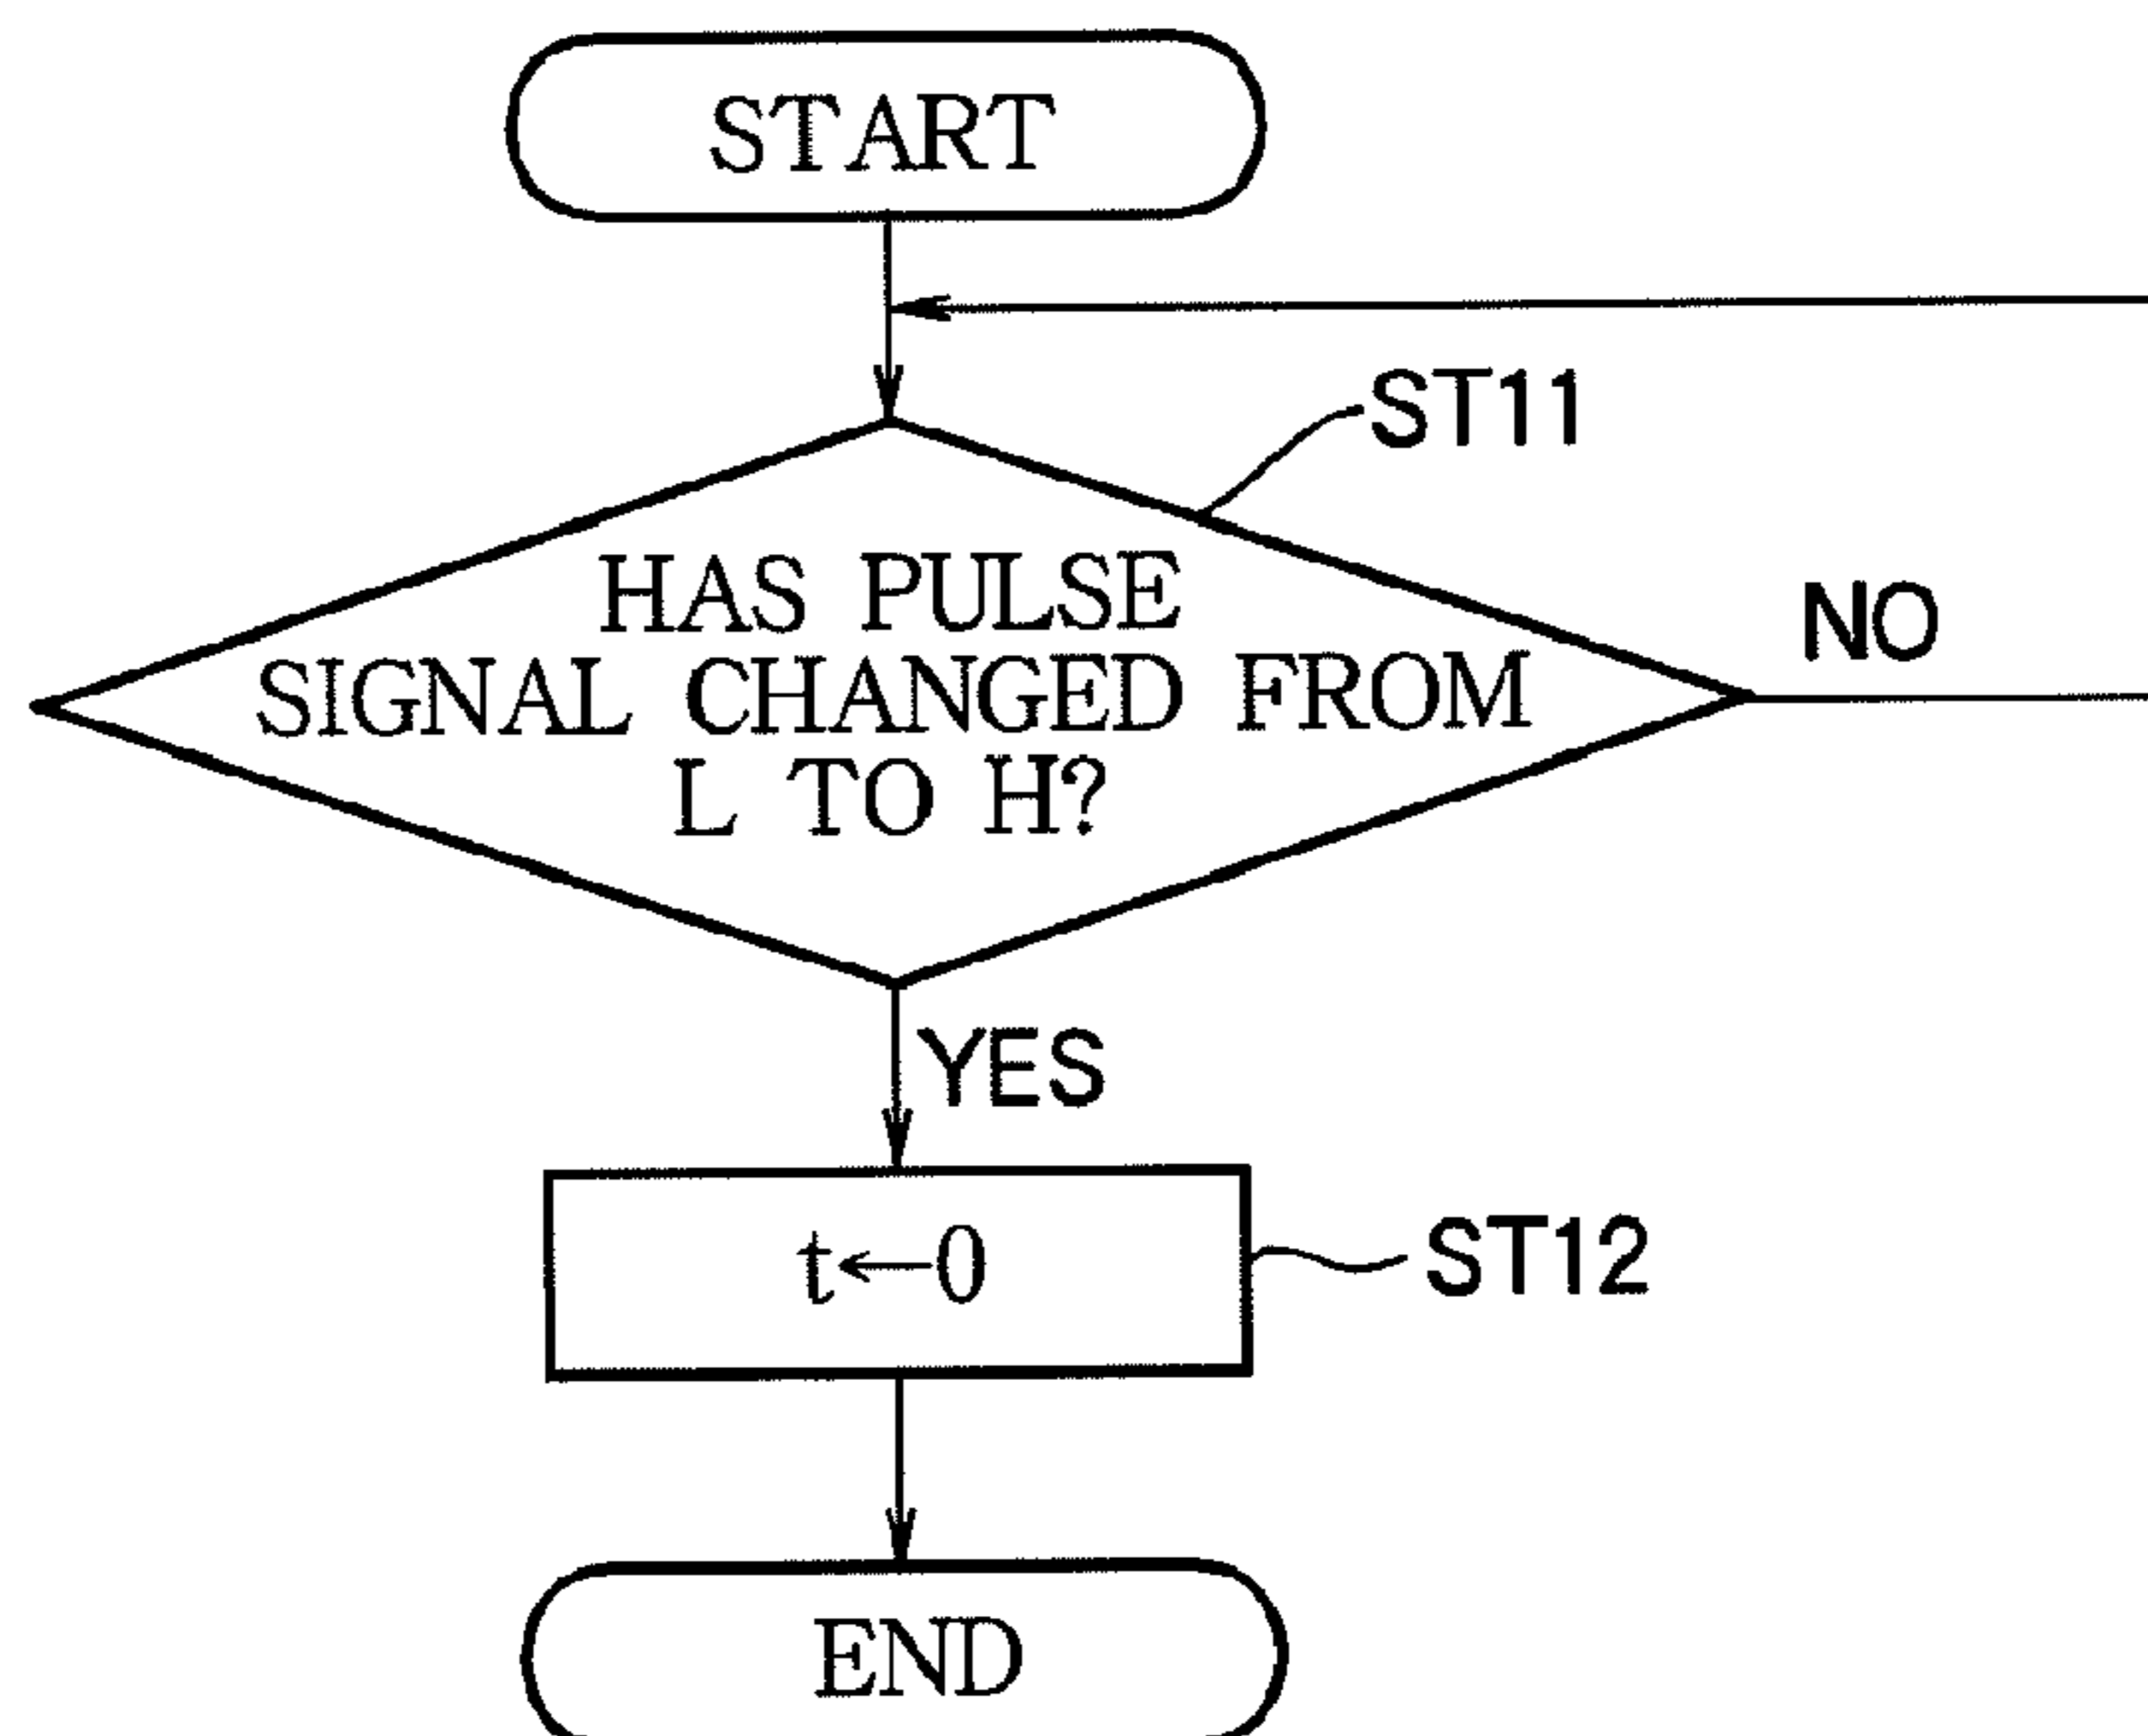 START
ST11
HAS PULSE
SIGNAL CHANGED FROM
L TO H?
NO
YES
t←0
ST12
END